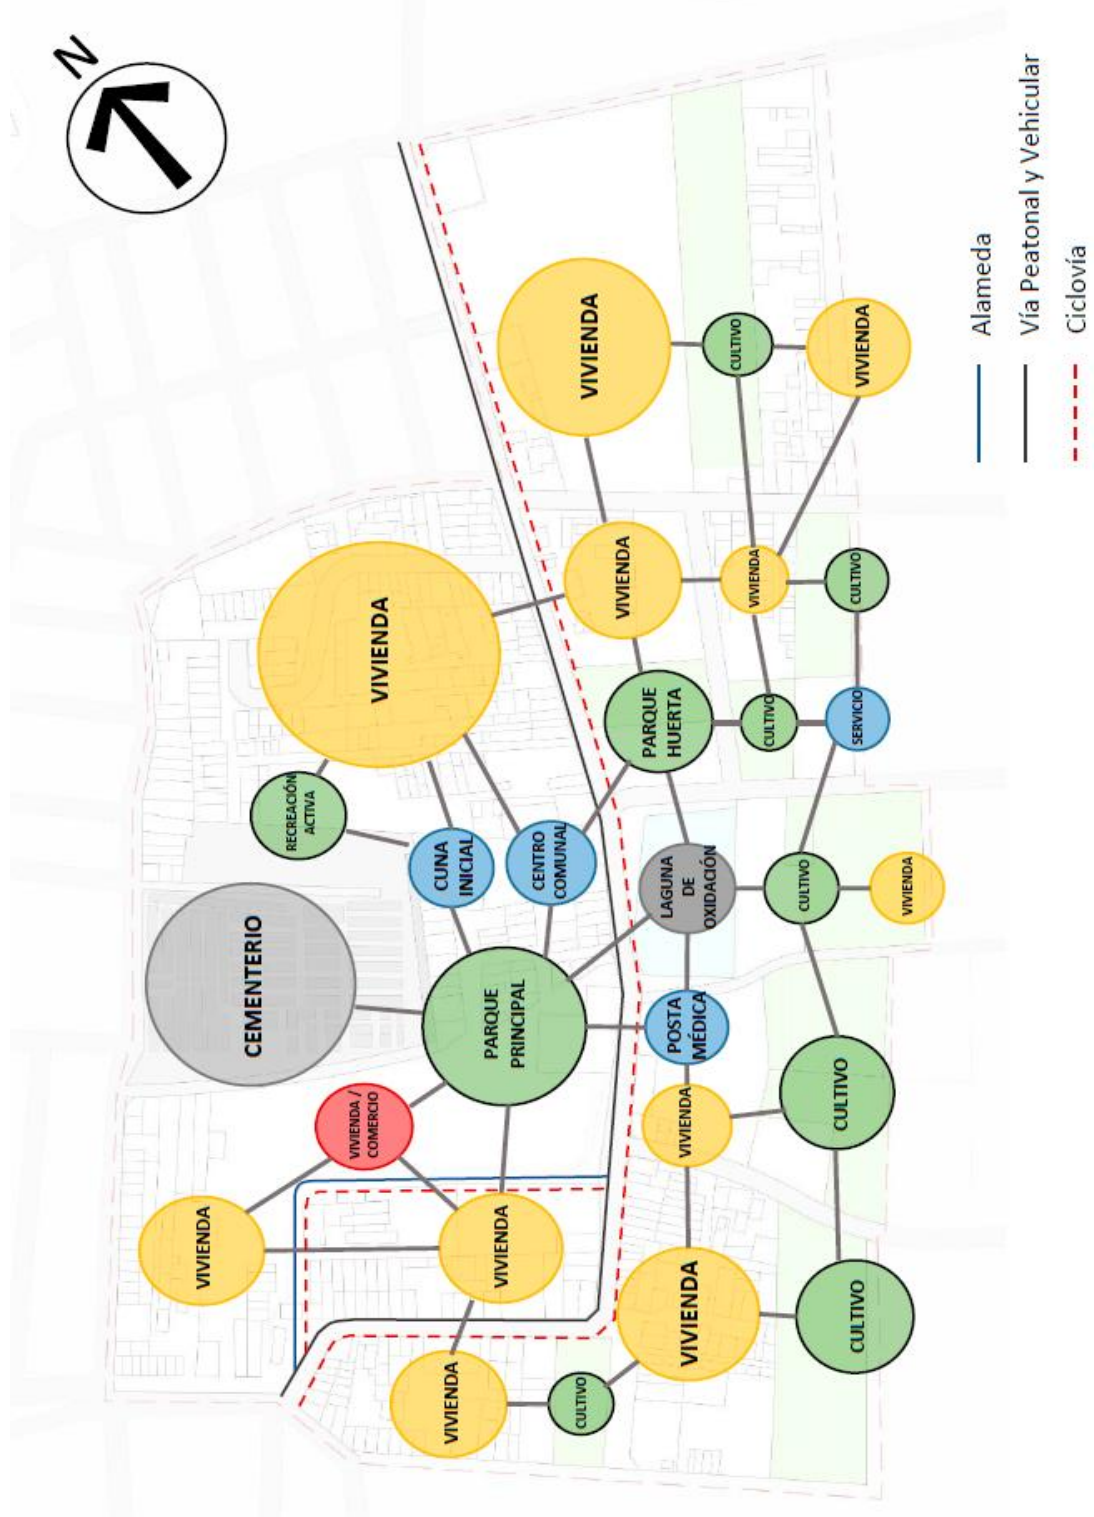 N
VIVIENDA
CEMENTERIO
RECREACIÓN
ACTIVA
VIVIENDA /
COMERCIO
VIVIENDA
VIVIENDA
CUNA
INICIAL
VIVIENDA
PARQUE
PRINCIPAL
CENTRO
COMUNAL
VIVIENDA
CULTIVO
VIVIENDA
PARQUE
HUERTA
VIVIENDA
VIVIENDA
POSTA
MÉDICA
LAGUNA
DE
OXIDACIÓN
CULTIVO
VIVIENDA
CULTIVO
CULTIVO
CULTIVO
CULTIVO
SERVICIO
CULTIVO
VIVIENDA
VIVIENDA
Alameda
Vía Peatonal y Vehicular
Ciclovía